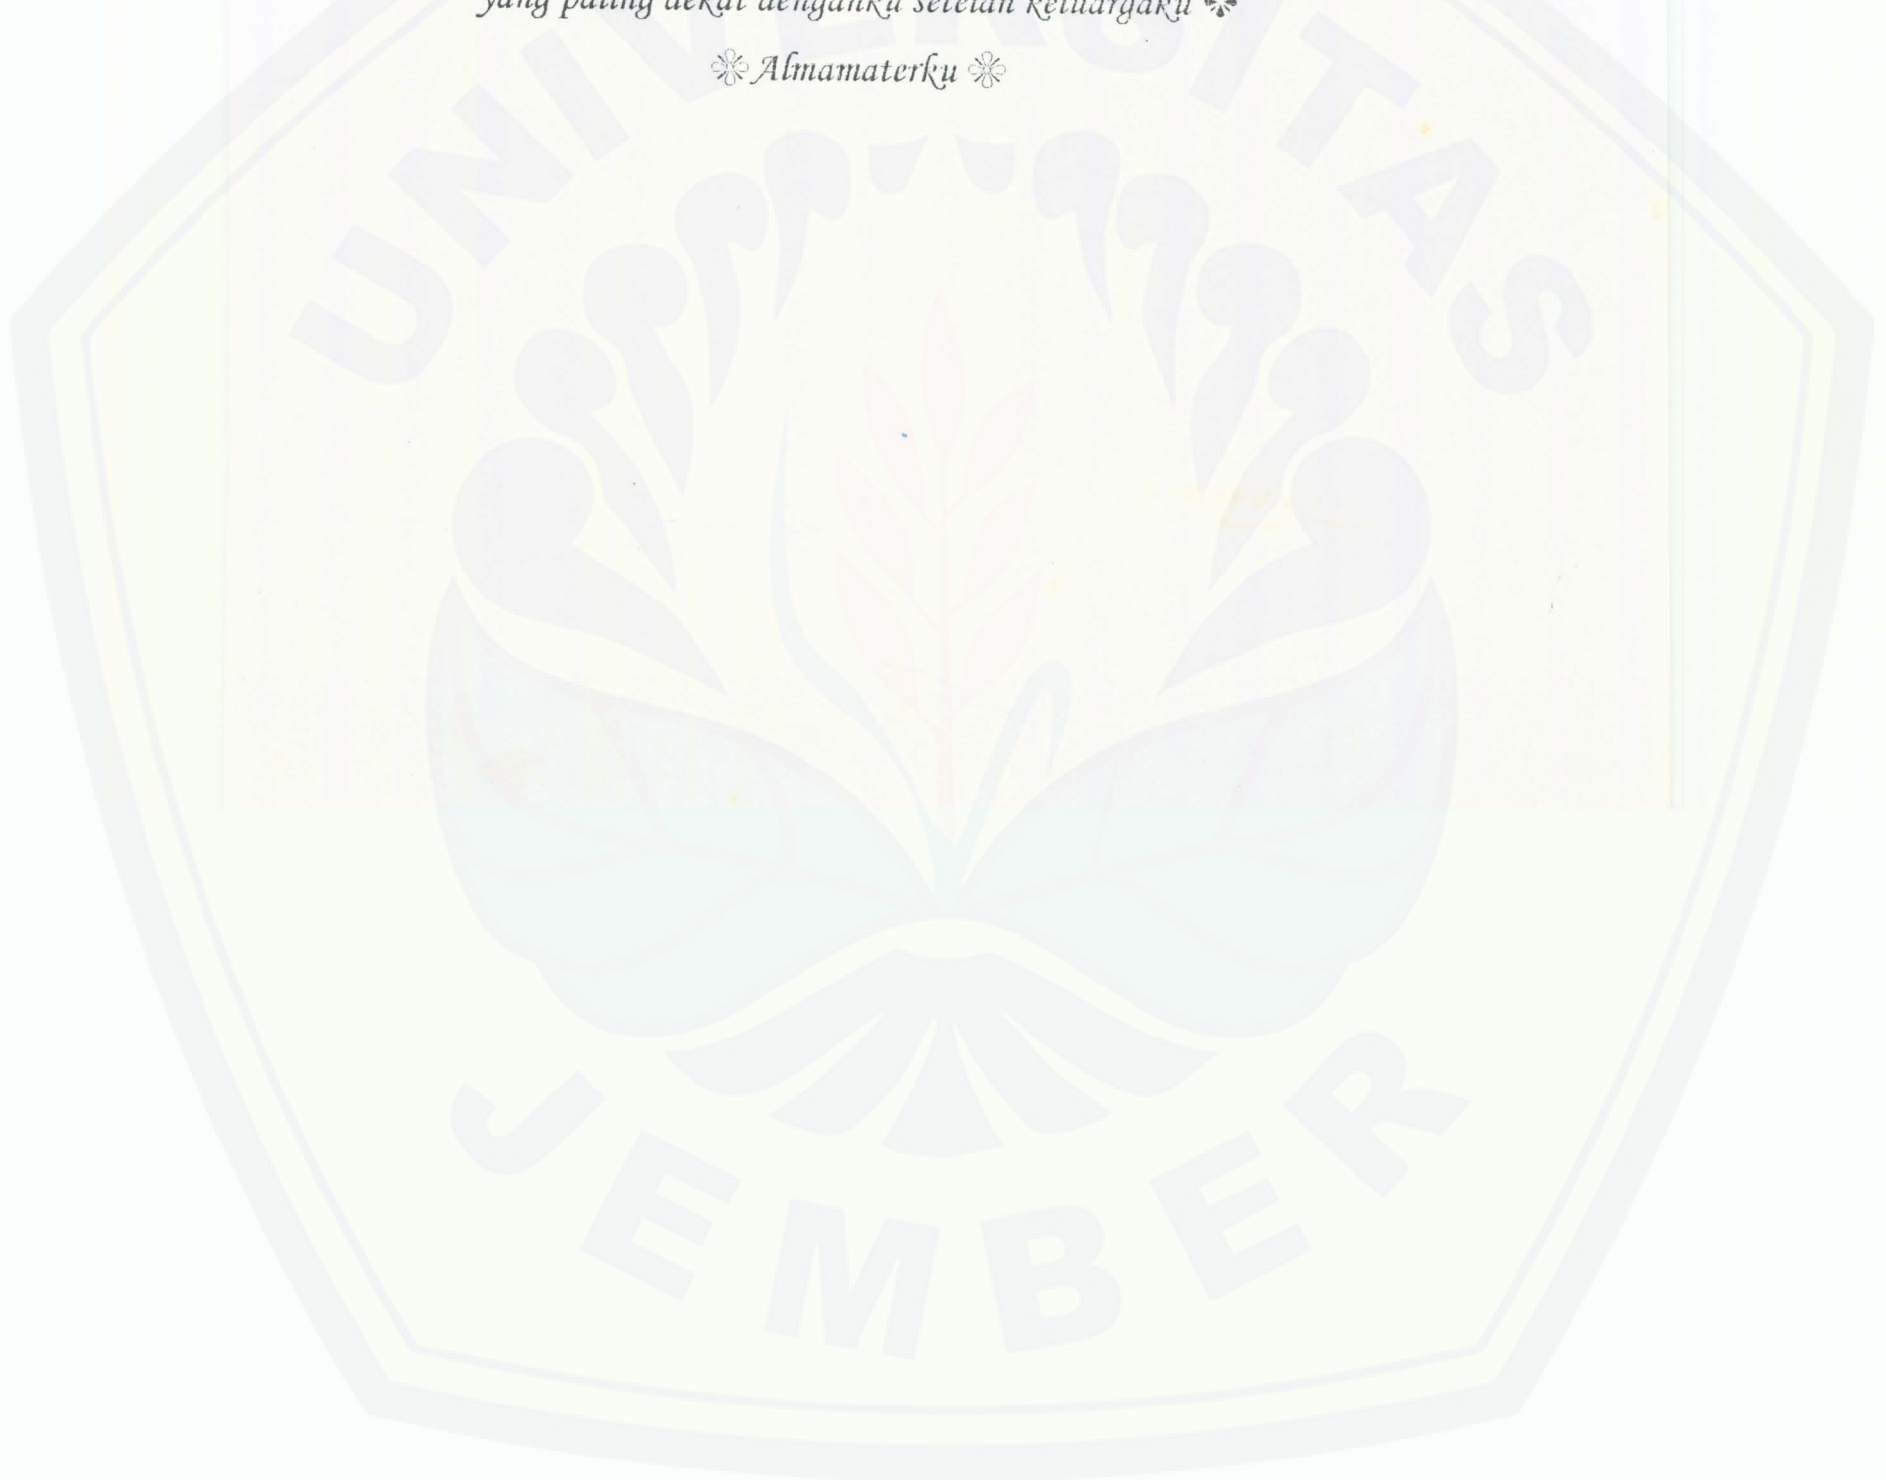 yang paling dekat denganku setelah keluargaku ❊
❊ Almamaterku ❊
UNIVERSITAS
JEMBER